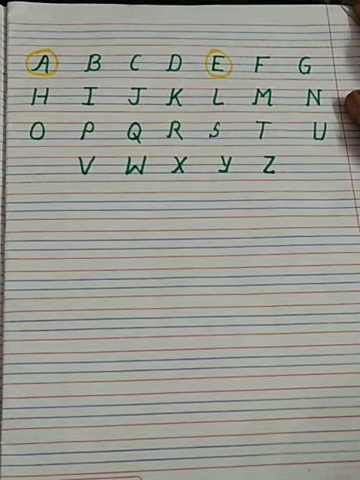 A B C D E F G
H I J K L M N
O P Q R S T U
V W X Y Z